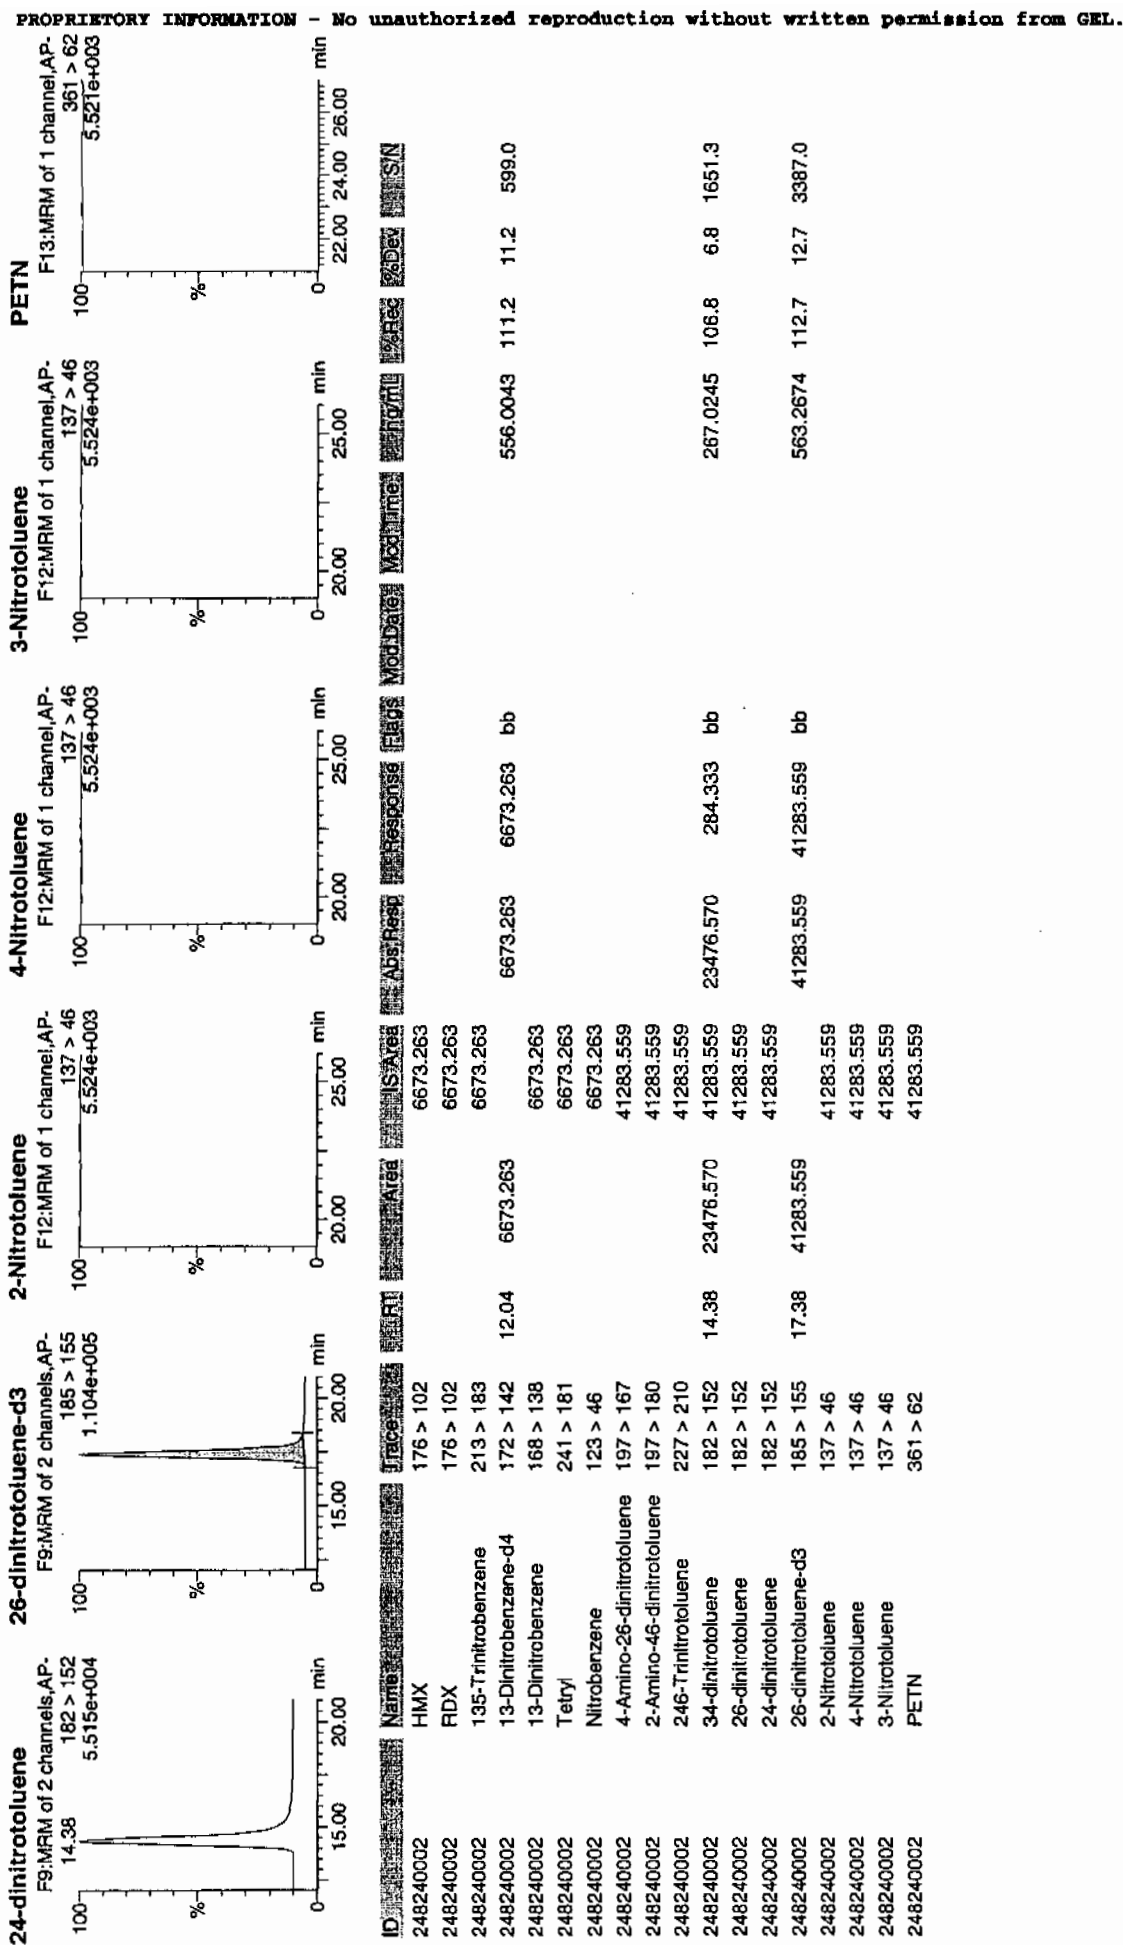 PROPRIETORY INFORMATION - No unauthorized reproduction without written permission from GEL.
24-dinitrotoluene
F9:MRM of 2 channels,AP-
14.38 182 > 152
5.515e+004
100
%
0
15.00 20.00
26-dinitrotoluene-d3
F9:MRM of 2 channels,AP-
185 > 155
1.104e+005
100
%
0
15.00 20.00 min
2-Nitrotoluene
F12:MRM of 1 channel,AP-
137 > 46
5.524e+003
100
%
0
20.00 25.00 min
4-Nitrotoluene
F12:MRM of 1 channel,AP-
137 > 46
5.524e+003
100
%
0
20.00 25.00 min
3-Nitrotoluene
F12:MRM of 1 channel,AP-
137 > 46
5.524e+003
100
%
0
20.00 25.00 min
PETN
F13:MRM of 1 channel,AP-
361 > 62
5.521e+003
100
%
0
22.00 24.00 26.00 min
ID Name Trace RT Area IS Area Abs.Resp Response Flags Mod.Date Mod.Time ng/mL %Rec %Dev S/N
248240002 HMX 176 > 102 6673.263
248240002 RDX 176 > 102 6673.263
248240002 135-Trinitrobenzene 213 > 183 6673.263
248240002 13-Dinitrobenzene-d4 172 > 142 12.04 6673.263 6673.263 6673.263 bb 556.0043 111.2 11.2 599.0
248240002 13-Dinitrobenzene 168 > 138 6673.263
248240002 Tetryl 241 > 181 6673.263
248240002 Nitrobenzene 123 > 46 6673.263
248240002 4-Amino-26-dinitrotoluene 197 > 167 41283.559
248240002 2-Amino-46-dinitrotoluene 197 > 180 41283.559
248240002 246-Trinitrotoluene 227 > 210 41283.559
248240002 34-dinitrotoluene 182 > 152 14.38 23476.570 41283.559 23476.570 284.333 bb 267.0245 106.8 6.8 1651.3
248240002 26-dinitrotoluene 182 > 152 41283.559
248240002 24-dinitrotoluene 182 > 152 41283.559
248240002 26-dinitrotoluene-d3 185 > 155 17.38 41283.559 41283.559 41283.559 bb 563.2674 112.7 12.7 3387.0
248240002 2-Nitrotoluene 137 > 46 41283.559
248240002 4-Nitrotoluene 137 > 46 41283.559
248240002 3-Nitrotoluene 137 > 46 41283.559
248240002 PETN 361 > 62 41283.559